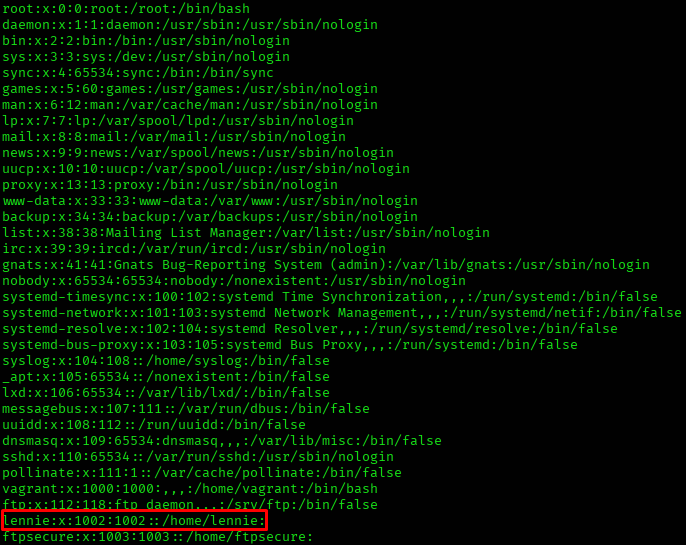 root:x:0:0:root:/root:/bin/bash
daemon:x:1:1:daemon:/usr/sbin:/usr/sbin/nologin
bin:x:2:2:bin:/bin:/usr/sbin/nologin
sys:x:3:3:sys:/dev:/usr/sbin/nologin
sync:x:4:65534:sync:/bin:/bin/sync
games:x:5:60:games:/usr/games:/usr/sbin/nologin
man:x:6:12:man:/var/cache/man:/usr/sbin/nologin
lp:x:7:7:lp:/var/spool/lpd:/usr/sbin/nologin
mail:x:8:8:mail:/var/mail:/usr/sbin/nologin
news:x:9:9:news:/var/spool/news:/usr/sbin/nologin
uucp:x:10:10:uucp:/var/spool/uucp:/usr/sbin/nologin
proxy:x:13:13:proxy:/bin:/usr/sbin/nologin
www-data:x:33:33:www-data:/var/www:/usr/sbin/nologin
backup:x:34:34:backup:/var/backups:/usr/sbin/nologin
list:x:38:38:Mailing List Manager:/var/list:/usr/sbin/nologin
irc:x:39:39:ircd:/var/run/ircd:/usr/sbin/nologin
gnats:x:41:41:Gnats Bug-Reporting System (admin):/var/lib/gnats:/usr/sbin/nologin
nobody:x:65534:65534:nobody:/nonexistent:/usr/sbin/nologin
systemd-timesync:x:100:102:systemd Time Synchronization,,,:/run/systemd:/bin/false
systemd-network:x:101:103:systemd Network Management,,,:/run/systemd/netif:/bin/false
systemd-resolve:x:102:104:systemd Resolver,,,:/run/systemd/resolve:/bin/false
systemd-bus-proxy:x:103:105:systemd Bus Proxy,,,:/run/systemd:/bin/false
syslog:x:104:108::/home/syslog:/bin/false
_apt:x:105:65534::/nonexistent:/bin/false
lxd:x:106:65534::/var/lib/lxd/:/bin/false
messagebus:x:107:111::/var/run/dbus:/bin/false
uuidd:x:108:112::/run/uuidd:/bin/false
dnsmasq:x:109:65534:dnsmasq,,,:/var/lib/misc:/bin/false
sshd:x:110:65534::/var/run/sshd:/usr/sbin/nologin
pollinate:x:111:1::/var/cache/pollinate:/bin/false
vagrant:x:1000:1000:,,,:/home/vagrant:/bin/bash
ftp:x:112:118:ftp daemon,,,:/srv/ftp:/bin/false
lennie:x:1002:1002::/home/lennie:
ftpsecure:x:1003:1003::/home/ftpsecure: